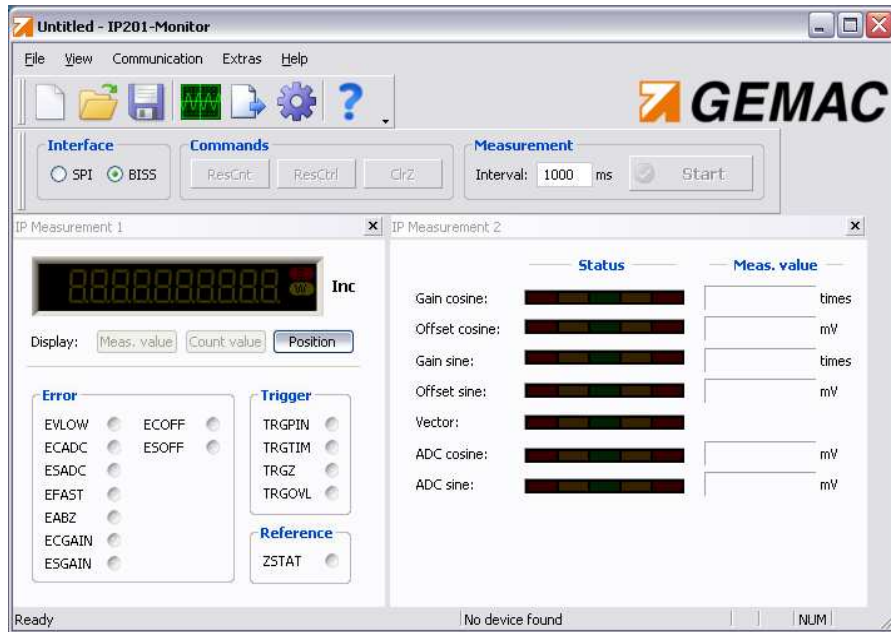 Untitled - IP201-Monitor
File View Communication Extras Help
GEMAC
Interface
SPI BISS
Commands
ResCnt ResCtrl ClrZ
Measurement
Interval: 1000 ms Start
IP Measurement 1
Inc
W
Display: Meas. value Count value Position
Error
EVLOW ECOFF
ECADC ESOFF
ESADC
EFAST
EABZ
ECGAIN
ESGAIN
Trigger
TRGPIN
TRGTIM
TRGZ
TRGOVL
Reference
ZSTAT
IP Measurement 2
Status Meas. value
Gain cosine: times
Offset cosine: mV
Gain sine: times
Offset sine: mV
Vector:
ADC cosine: mV
ADC sine: mV
Ready No device found NUM